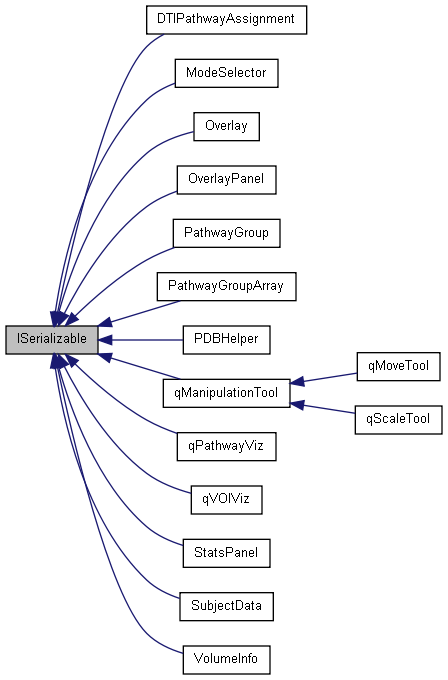 DTIPathwayAssignment
ModeSelector
Overlay
OverlayPanel
PathwayGroup
PathwayGroupArray
ISerializable
PDBHelper
qMoveTool
qManipulationTool
qScaleTool
qPathwayViz
qVOIViz
StatsPanel
SubjectData
VolumeInfo